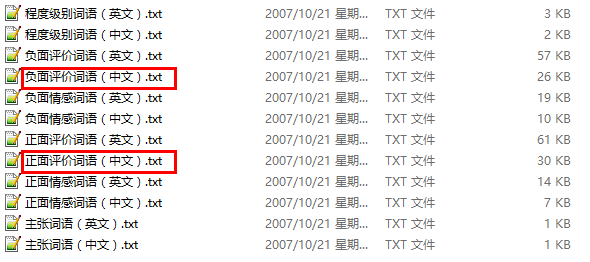 程度级别词语（英文）.txt 2007/10/21 星期... TXT 文件 3 KB
程度级别词语（中文）.txt 2007/10/21 星期... TXT 文件 2 KB
负面评价词语（英文）.txt 2007/10/21 星期... TXT 文件 57 KB
负面评价词语（中文）.txt 2007/10/21 星期... TXT 文件 26 KB
负面情感词语（英文）.txt 2007/10/21 星期... TXT 文件 19 KB
负面情感词语（中文）.txt 2007/10/21 星期... TXT 文件 10 KB
正面评价词语（英文）.txt 2007/10/21 星期... TXT 文件 61 KB
正面评价词语（中文）.txt 2007/10/21 星期... TXT 文件 30 KB
正面情感词语（英文）.txt 2007/10/21 星期... TXT 文件 14 KB
正面情感词语（中文）.txt 2007/10/21 星期... TXT 文件 7 KB
主张词语（英文）.txt 2007/10/21 星期... TXT 文件 1 KB
主张词语（中文）.txt 2007/10/21 星期... TXT 文件 1 KB